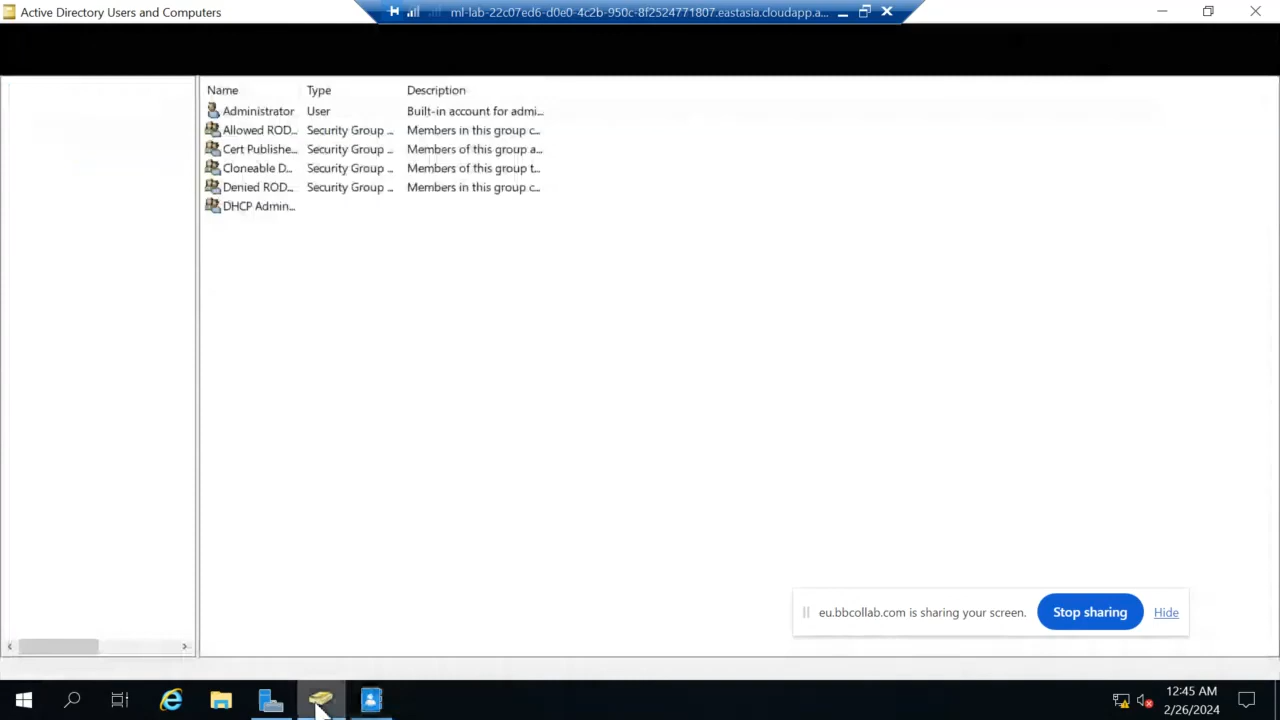 Active Directory Users and Computers
ml-lab-22c07ed6-d0e0-4c2b-950c-8f2524771807.eastasia.cloudapp.a...
Name Type Description
Administrator User Built-in account for admi...
Allowed ROD... Security Group ... Members in this group c...
Cert Publishe... Security Group ... Members of this group a...
Cloneable D... Security Group ... Members of this group t...
Denied ROD... Security Group ... Members in this group c...
DHCP Admin...
eu.bbcollab.com is sharing your screen. Stop sharing Hide
12:45 AM
2/26/2024